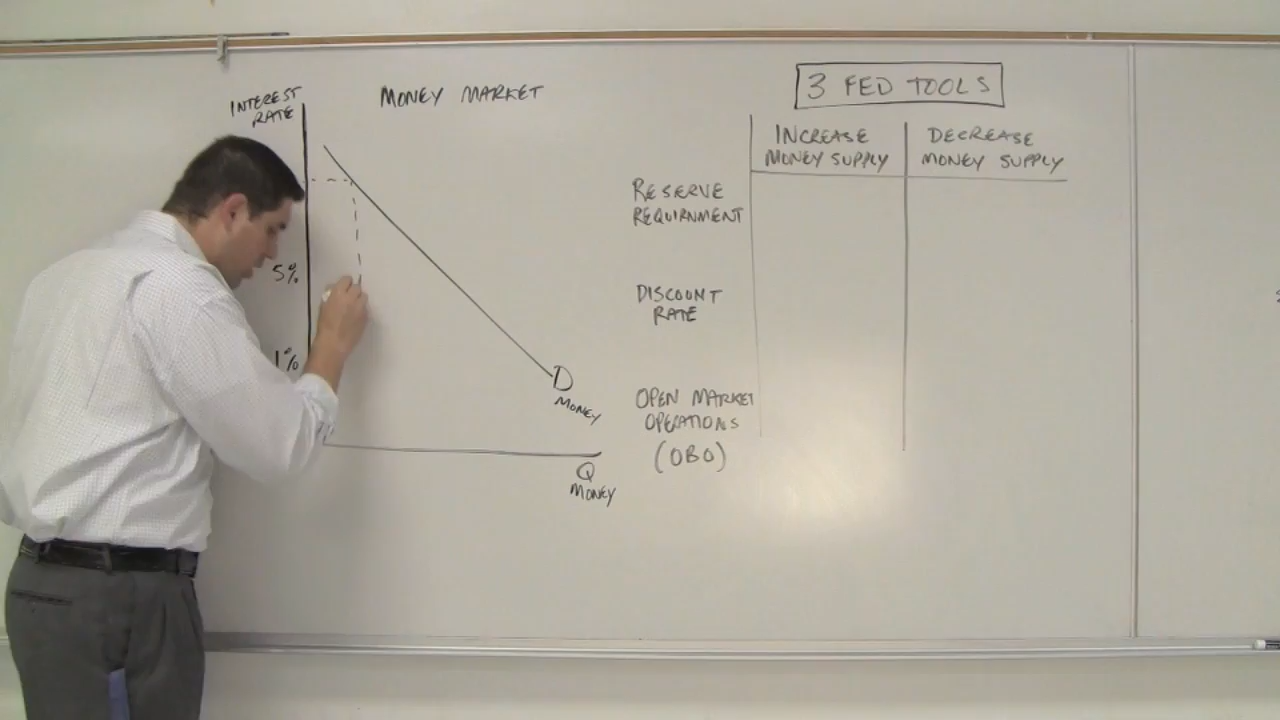 INTEREST
RATE
MONEY MARKET
5%
1%
D
MONEY
Q
MONEY
3 FED TOOLS
INCREASE
MONEY SUPPLY
DECREASE
MONEY SUPPLY
RESERVE
REQUIRNMENT
DISCOUNT
RATE
OPEN MARKET
OPERATIONS
(OBO)